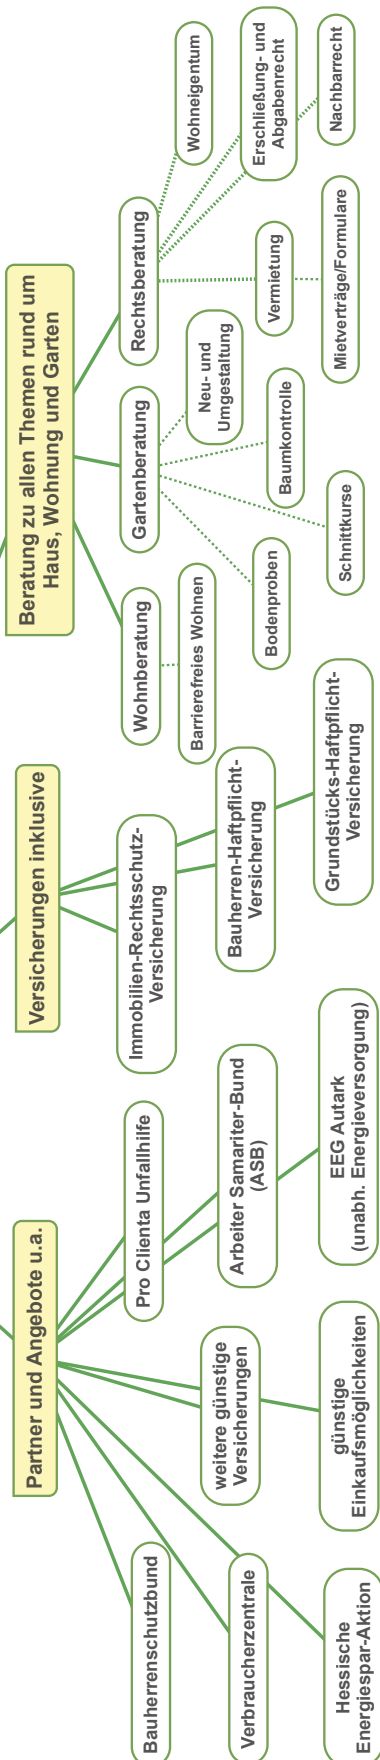 Partner und Angebote u.a.
Bauherrenschutzbund
Verbraucherzentrale
Hessische
Energiespar-Aktion
weitere günstige
Versicherungen
günstige
Einkaufsmöglichkeiten
Pro Clienta Unfallhilfe
Arbeiter Samariter-Bund
(ASB)
EEG Autark
(unabh. Energieversorgung)
Versicherungen inklusive
Immobilien-Rechtsschutz-
Versicherung
Bauherren-Haftpflicht-
Versicherung
Grundstücks-Haftpflicht-
Versicherung
Beratung zu allen Themen rund um
Haus, Wohnung und Garten
Wohnberatung
Barrierefreies Wohnen
Gartenberatung
Bodenproben
Schnittkurse
Baumkontrolle
Neu- und
Umgestaltung
Rechtsberatung
Vermietung
Mietverträge/Formulare
Wohneigentum
Erschließung- und
Abgabenrecht
Nachbarrecht